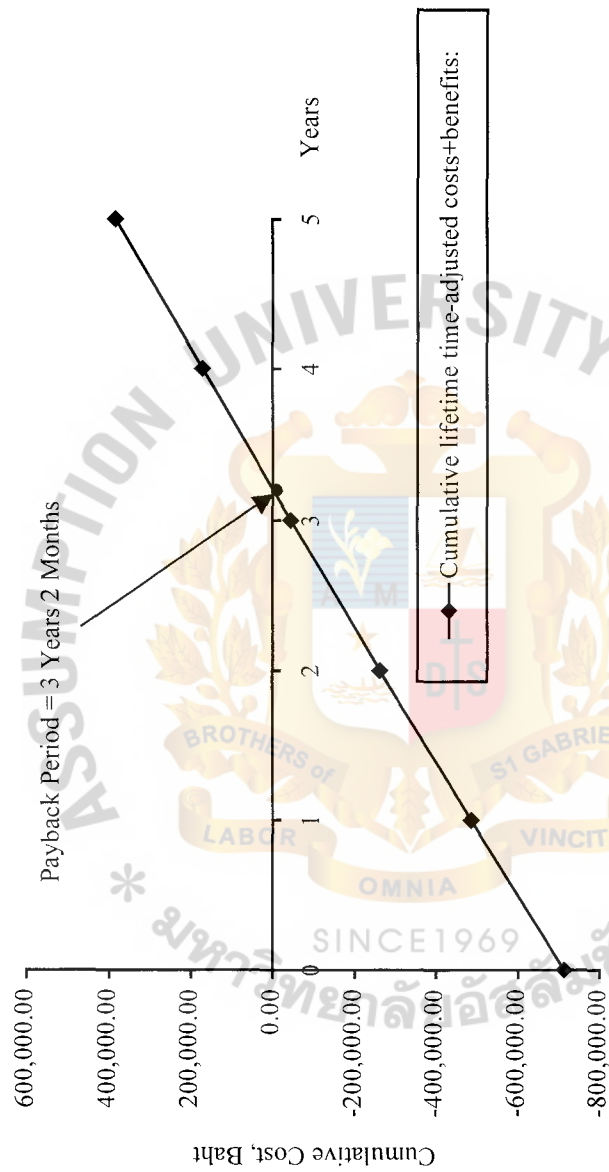 Payback Period = 3 Years 2 Months
Cumulative Cost, Baht
600,000.00
400,000.00
200,000.00
0.00
-200,000.00
-400,000.00
-600,000.00
-800,000.00
0
1
2
3
4
5
Years
Cumulative lifetime time-adjusted costs+benefits:
ASSUMPTION UNIVERSITY
A M
D S
BROTHERS of
S1 GABRIE
LABOR
OMNIA
VINCIT
SINCE1969